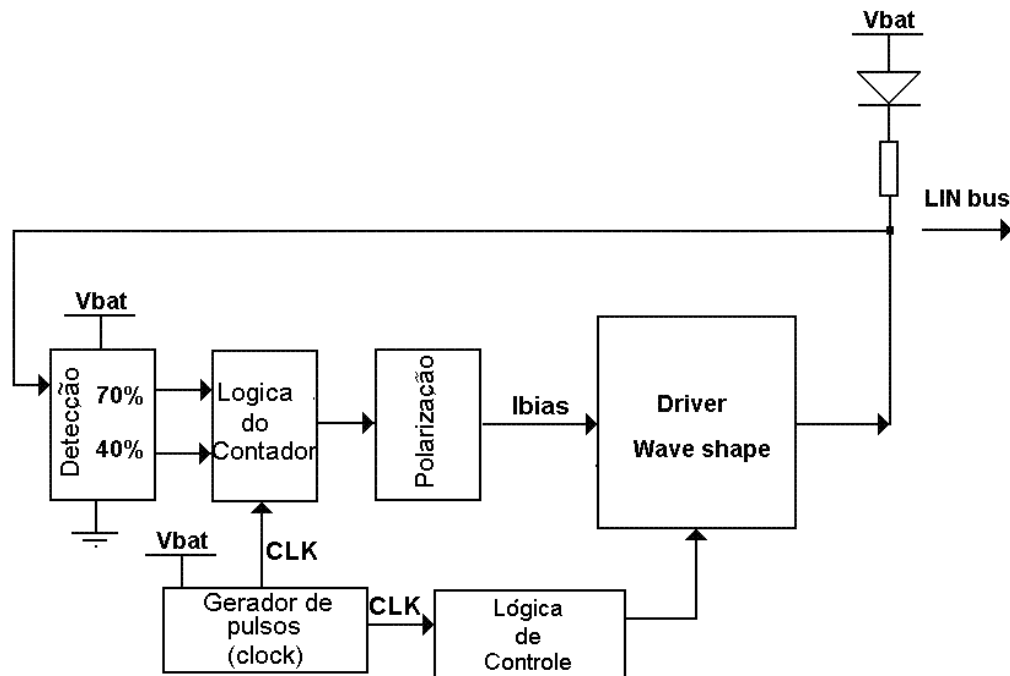 Vbat
LIN bus
Vbat
Detecção
70%
40%
Logica
do
Contador
Polarização
Ibias
Driver
Wave shape
Vbat
CLK
Gerador de
pulsos
(clock)
CLK
Lógica
de
Controle